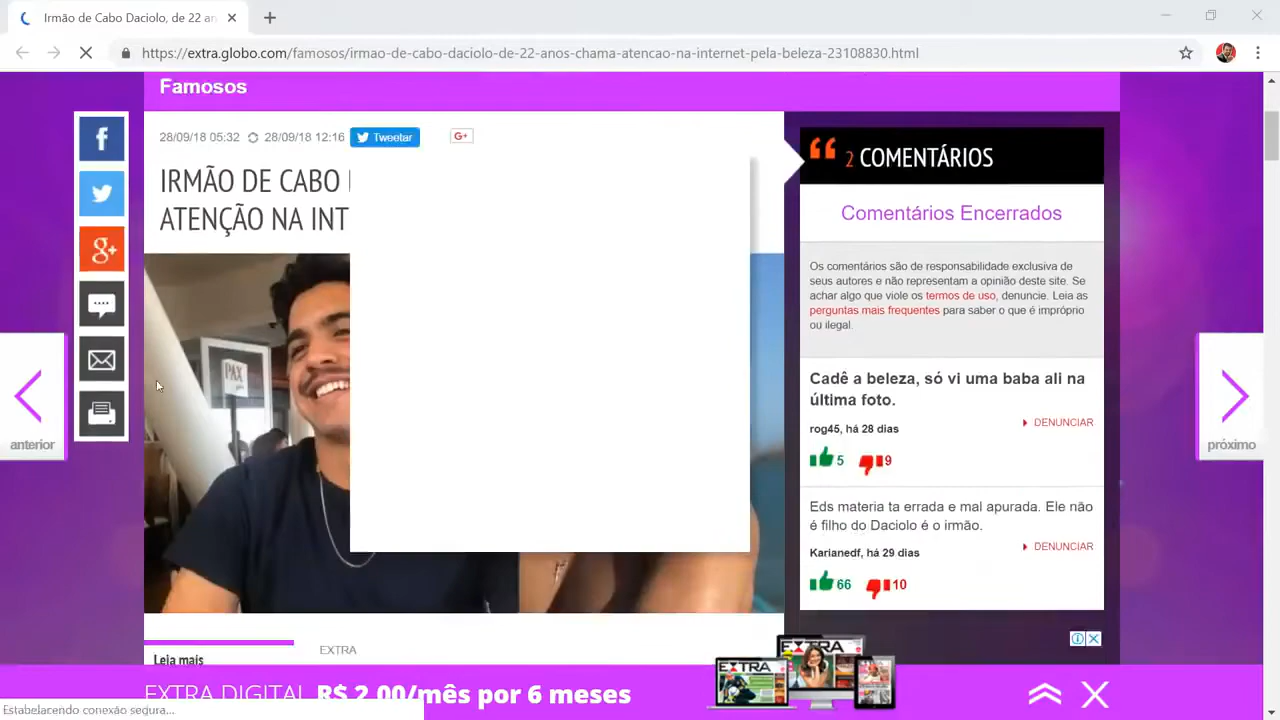 Irmão de Cabo Daciolo, de 22 an
https://extra.globo.com/famosos/irmao-de-cabo-daciolo-de-22-anos-chama-atencao-na-internet-pela-beleza-23108830.html
Famosos
28/09/18 05:32 28/09/18 12:16 Tweetar G+
IRMÃO DE CABO
ATENÇÃO NA INT
PAX
anterior
2 COMENTÁRIOS
Comentários Encerrados
Os comentários são de responsabilidade exclusiva de
seus autores e não representam a opinião deste site. Se
achar algo que viole os termos de uso, denuncie. Leia as
perguntas mais frequentes para saber o que é impróprio
ou ilegal.
Cadê a beleza, só vi uma baba ali na
última foto.
DENUNCIAR
rog45, há 28 dias
5 9
Eds materia ta errada e mal apurada. Ele não
é filho do Daciolo é o irmão.
DENUNCIAR
Karianedf, há 29 dias
66 10
próximo
Leia mais
EXTRA
EXTRA DIGITAL R$ 2,00/mês por 6 meses
EXTRA
EXTRA
Estabelecendo conexão segura...